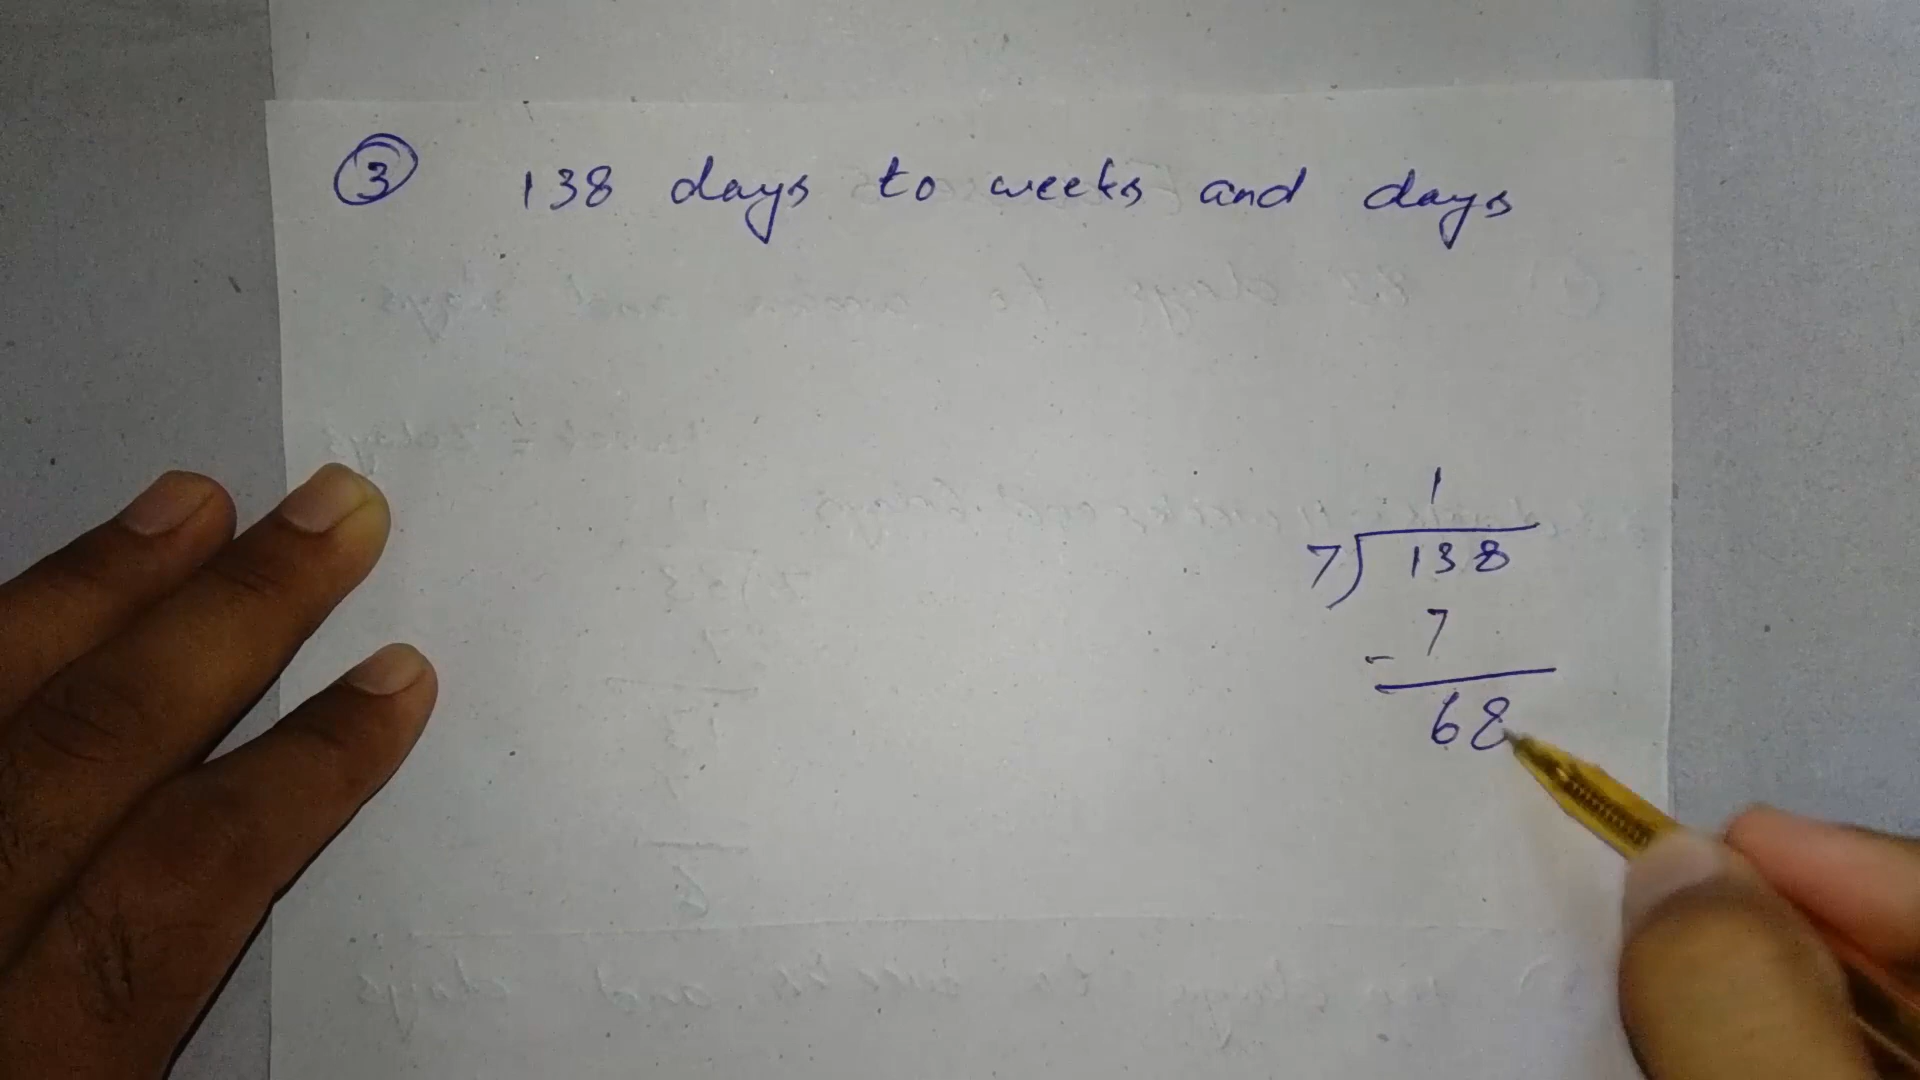 ③ 138 days to weeks and days
1
7) 138
- 7
68